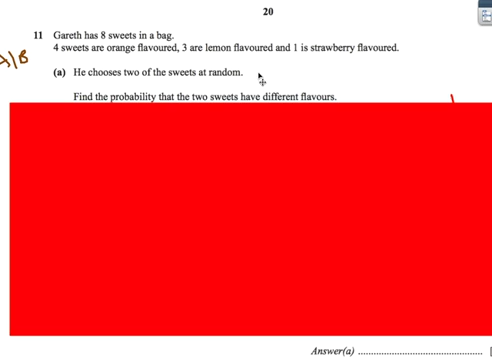 20
11 Gareth has 8 sweets in a bag.
4 sweets are orange flavoured, 3 are lemon flavoured and 1 is strawberry flavoured.
A/B
(a) He chooses two of the sweets at random.
Find the probability that the two sweets have different flavours.
Answer(a) ................................................